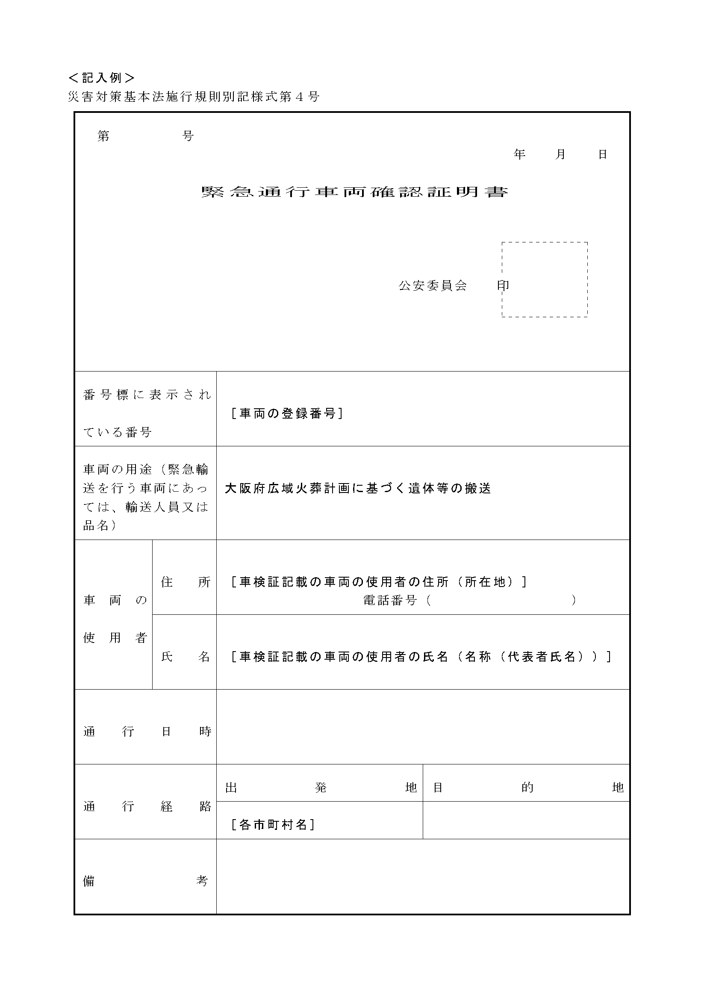 ＜記入例＞
災害対策基本法施行規則別記様式第４号
第　　　　　号
年　　月　　日
緊急通行車両確認証明書
公安委員会　　印
番号標に表示され
ている番号
［車両の登録番号］
車両の用途（緊急輸
送を行う車両にあっ
ては、輸送人員又は
品名）
大阪府広域火葬計画に基づく遺体等の搬送
車両の
使用者
住所
［車検証記載の車両の使用者の住所（所在地）］
電話番号（　　　　　　　　　　）
氏名
［車検証記載の車両の使用者の氏名（名称（代表者氏名））］
通行日時
通行経路
出発地
目的地
［各市町村名］
備考